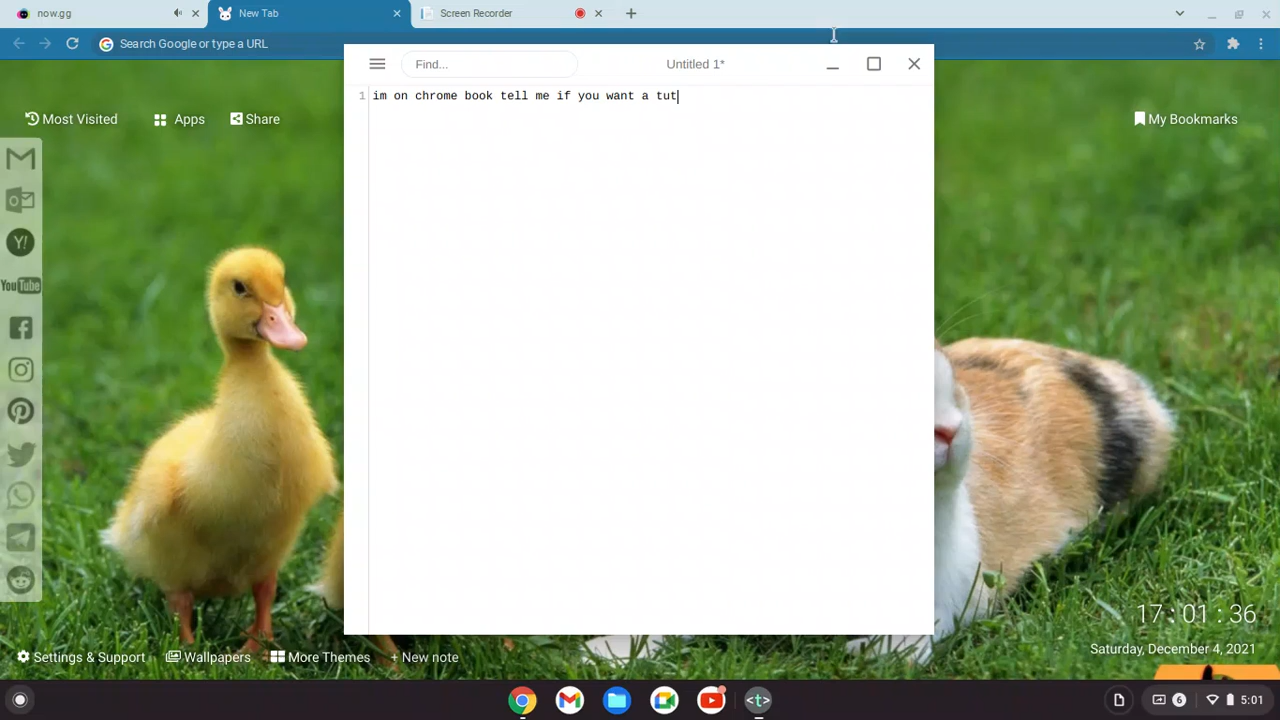 now.gg
New Tab
Screen Recorder
Search Google or type a URL
Find...
Untitled 1*
1 im on chrome book tell me if you want a tut
Most Visited
Apps
Share
My Bookmarks
Y!
YouTube
17 : 01 : 36
Saturday, December 4, 2021
Settings & Support
Wallpapers
More Themes
+ New note
<t>
6
5:01